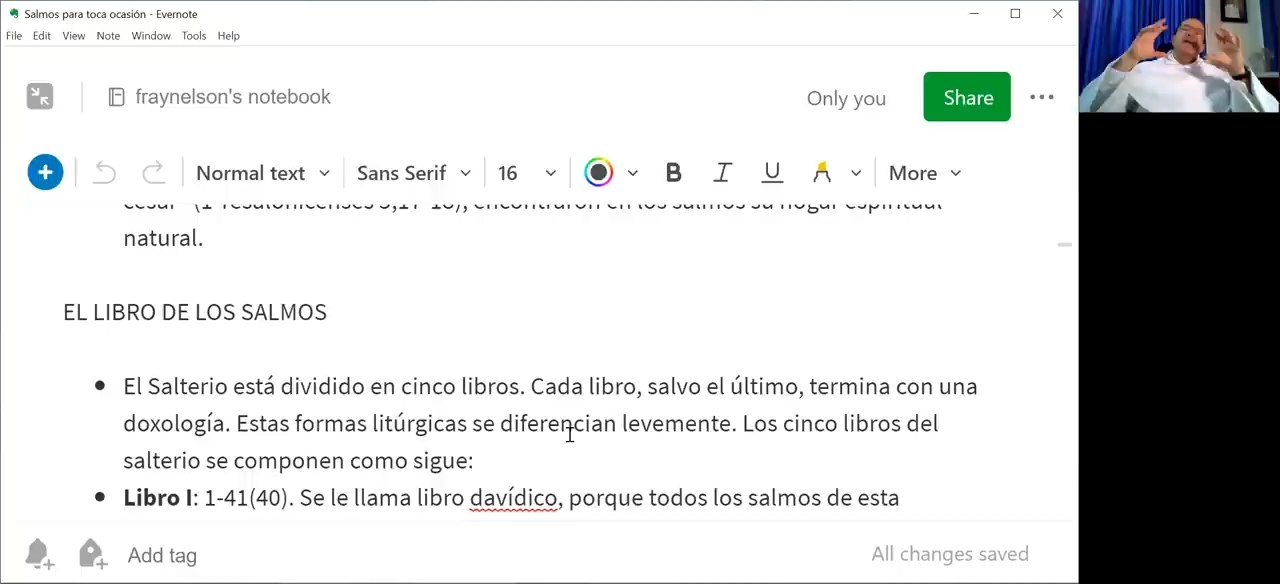 Salmos para toca ocasión - Evernote
File Edit View Note Window Tools Help
fraynelson's notebook
Only you
Share
Normal text
Sans Serif
16
B I U
More
natural.
EL LIBRO DE LOS SALMOS
El Salterio está dividido en cinco libros. Cada libro, salvo el último, termina con una
doxología. Estas formas litúrgicas se diferencian levemente. Los cinco libros del
salterio se componen como sigue:
Libro I: 1-41(40). Se le llama libro davídico, porque todos los salmos de esta
Add tag
All changes saved